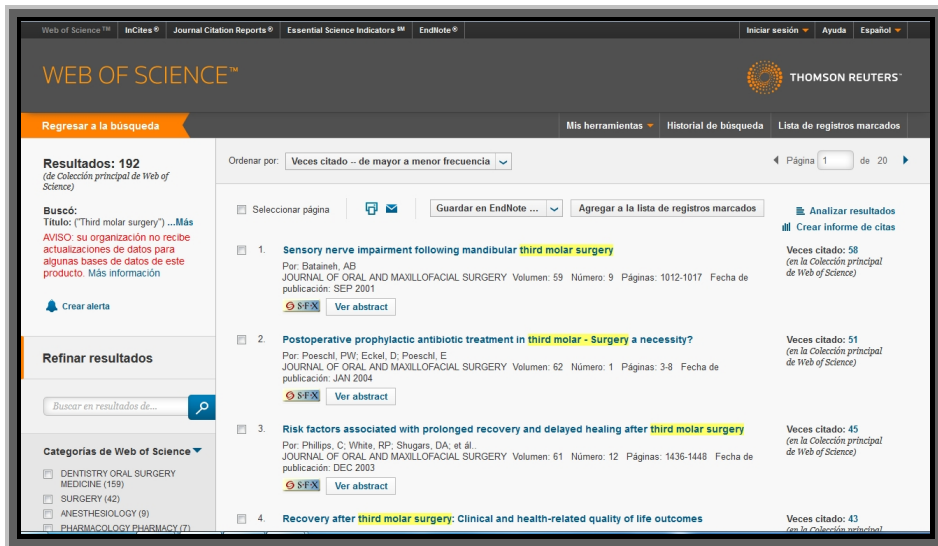 Web of Science™ InCites® Journal Citation Reports® Essential Science Indicators SM EndNote® Iniciar sesión Ayuda Español
WEB OF SCIENCE™
THOMSON REUTERS™
Regresar a la búsqueda Mis herramientas Historial de búsqueda Lista de registros marcados
Resultados: 192
(de Colección principal de Web of
Science)
Buscó:
Título: ("Third molar surgery") ...Más
AVISO: su organización no recibe
actualizaciones de datos para
algunas bases de datos de este
producto. Más información
Crear alerta
Refinar resultados
Buscar en resultados de...
Categorías de Web of Science
DENTISTRY ORAL SURGERY
MEDICINE (159)
SURGERY (42)
ANESTHESIOLOGY (9)
PHARMACOLOGY PHARMACY (7)
Ordenar por: Veces citado -- de mayor a menor frecuencia Página 1 de 20
Seleccionar página Guardar en EndNote ... Agregar a la lista de registros marcados
Analizar resultados
Crear informe de citas
1. Sensory nerve impairment following mandibular third molar surgery
Por: Bataineh, AB
JOURNAL OF ORAL AND MAXILLOFACIAL SURGERY Volumen: 59 Número: 9 Páginas: 1012-1017 Fecha de
publicación: SEP 2001
S·F·X Ver abstract
Veces citado: 58
(en la Colección principal
de Web of Science)
2. Postoperative prophylactic antibiotic treatment in third molar - Surgery a necessity?
Por: Poeschl, PW; Eckel, D; Poeschl, E
JOURNAL OF ORAL AND MAXILLOFACIAL SURGERY Volumen: 62 Número: 1 Páginas: 3-8 Fecha de
publicación: JAN 2004
S·F·X Ver abstract
Veces citado: 51
(en la Colección principal
de Web of Science)
3. Risk factors associated with prolonged recovery and delayed healing after third molar surgery
Por: Phillips, C; White, RP; Shugars, DA; et ál..
JOURNAL OF ORAL AND MAXILLOFACIAL SURGERY Volumen: 61 Número: 12 Páginas: 1436-1448 Fecha de
publicación: DEC 2003
S·F·X Ver abstract
Veces citado: 45
(en la Colección principal
de Web of Science)
4. Recovery after third molar surgery: Clinical and health-related quality of life outcomes
Veces citado: 43
(en la Colección principal